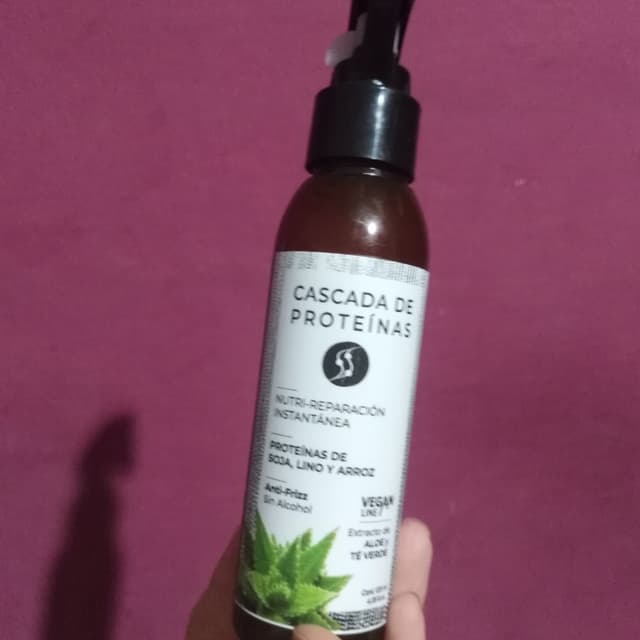 CASCADA DE
PROTEÍNAS
NUTRI-REPARACIÓN
INSTANTÁNEA
PROTEÍNAS DE
SOJA, LINO Y ARROZ
Anti-Frizz
Sin Alcohol
VEGAN
LINE
Extracto de
ALOE y
TÉ VERDE